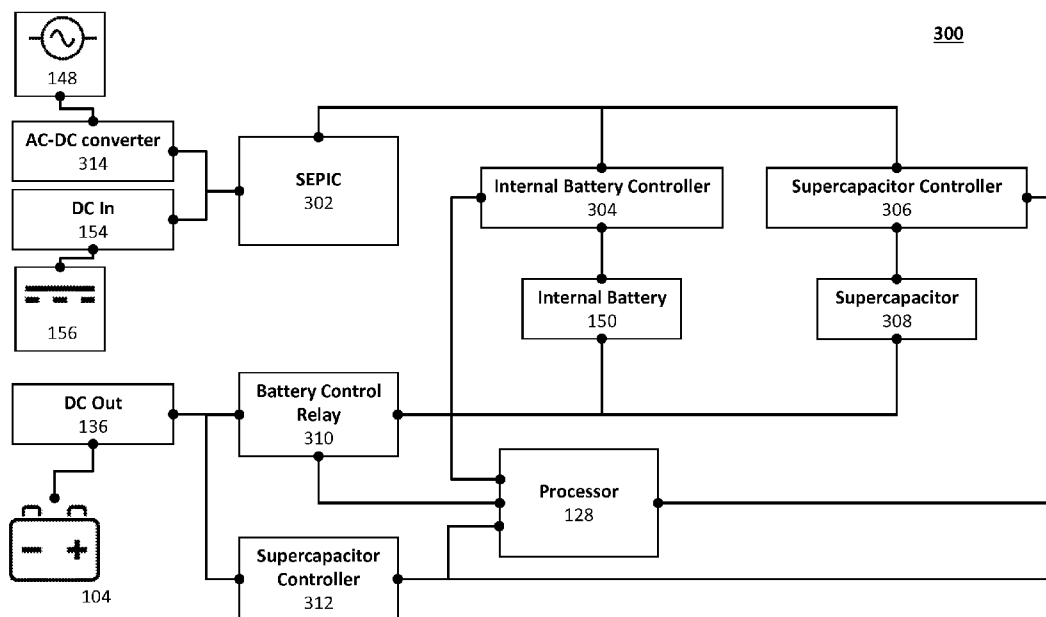 300
148
AC-DC converter
314
DC In
154
156
SEPIC
302
Internal Battery Controller
304
Supercapacitor Controller
306
Internal Battery
150
Supercapacitor
308
DC Out
136
104
Battery Control
Relay
310
Processor
128
Supercapacitor
Controller
312